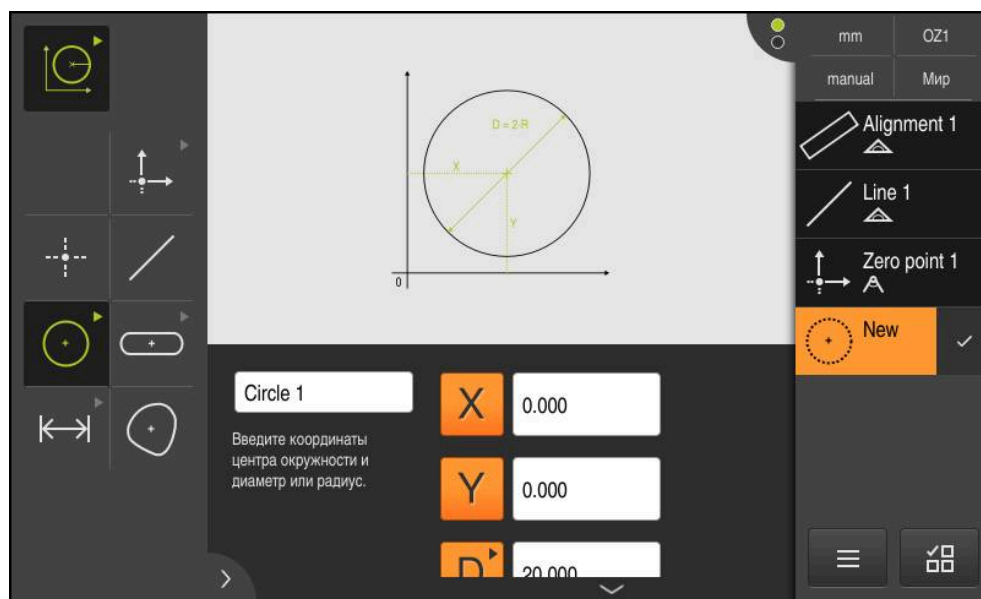 mm
OZ1
manual
Мир
D = 2·R
X
Y
0
Alignment 1
Line 1
Zero point 1
New
Circle 1
Введите координаты
центра окружности и
диаметр или радиус.
X
0.000
Y
0.000
D
20.000